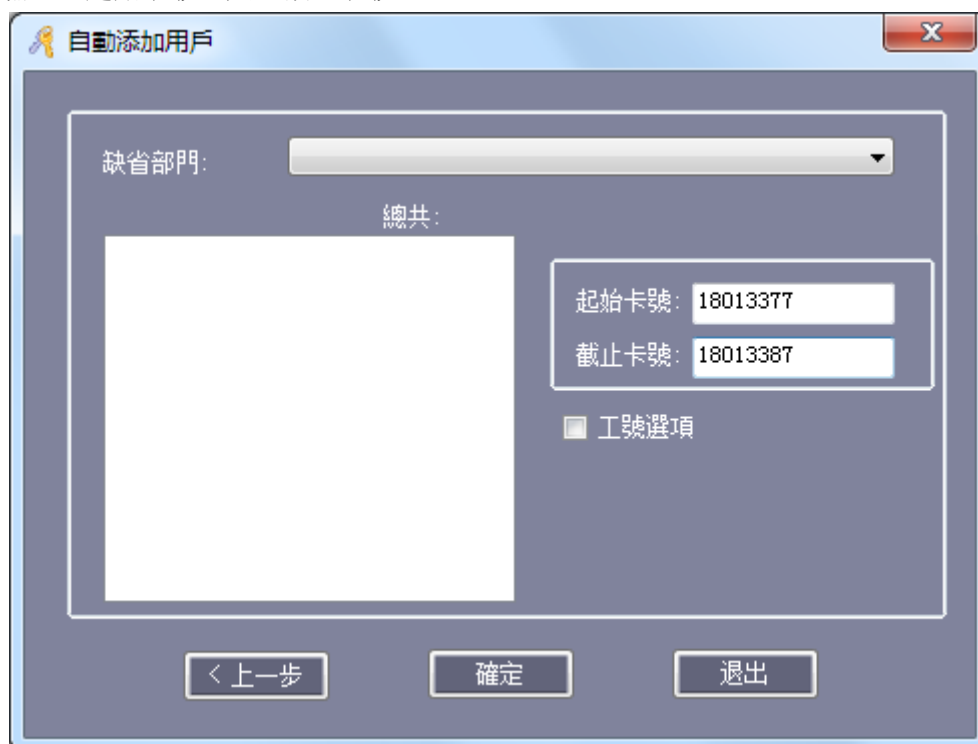 自動添加用戶
缺省部門:
總共:
起始卡號: 18013377
截止卡號: 18013387
工號選項
< 上一步
確定
退出